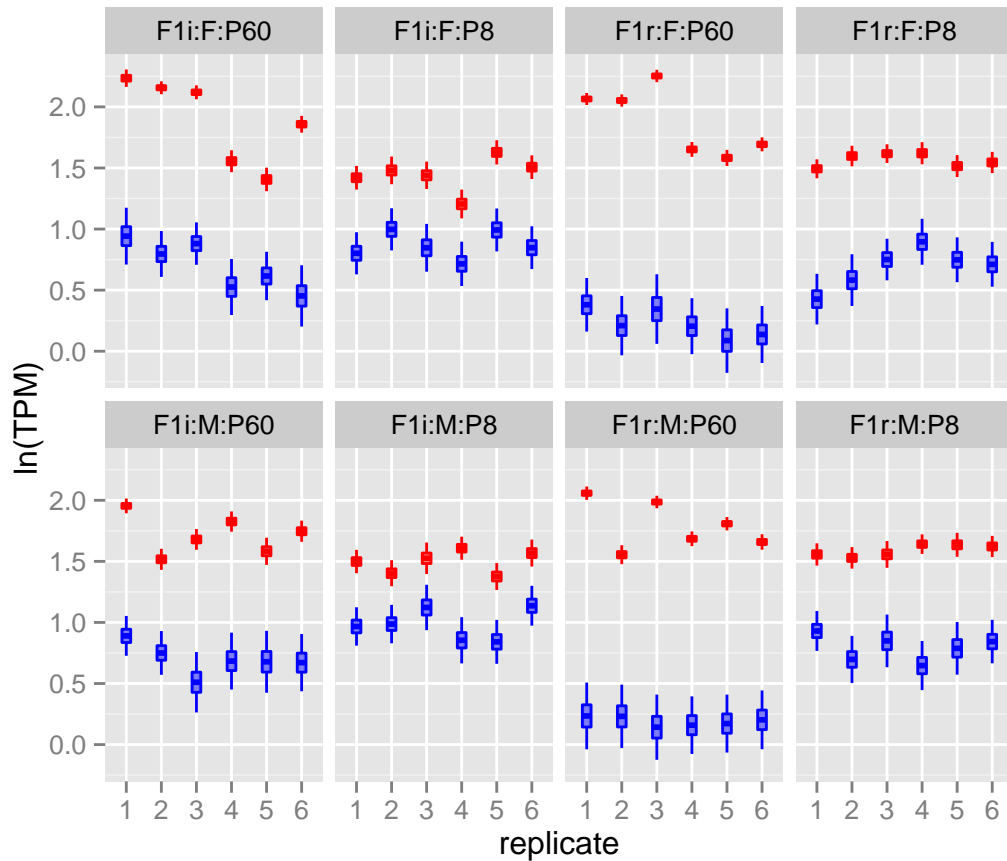 F1i:F:P60 F1i:F:P8 F1r:F:P60 F1r:F:P8
2.0
1.5
1.0
0.5
0.0
ln(TPM)
F1i:M:P60 F1i:M:P8 F1r:M:P60 F1r:M:P8
2.0
1.5
1.0
0.5
0.0
1 2 3 4 5 6 1 2 3 4 5 6 1 2 3 4 5 6 1 2 3 4 5 6
replicate